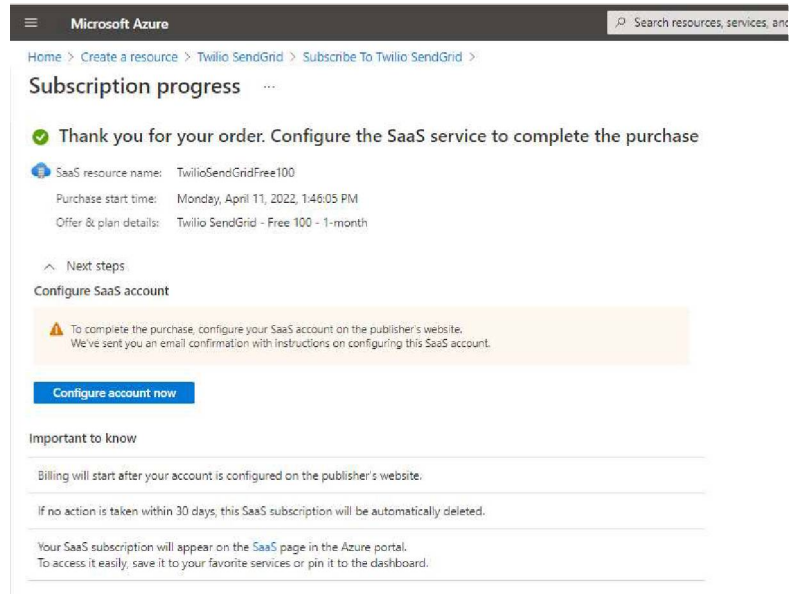 Microsoft Azure
Search resources, services, and
Home > Create a resource > Twilio SendGrid > Subscribe To Twilio SendGrid >
Subscription progress ...
Thank you for your order. Configure the SaaS service to complete the purchase
SaaS resource name: TwilioSendGridFree100
Purchase start time: Monday, April 11, 2022, 1:46:05 PM
Offer & plan details: Twilio SendGrid - Free 100 - 1-month
Next steps
Configure SaaS account
To complete the purchase, configure your SaaS account on the publisher's website.
We've sent you an email confirmation with instructions on configuring this SaaS account.
Configure account now
Important to know
Billing will start after your account is configured on the publisher's website.
If no action is taken within 30 days, this SaaS subscription will be automatically deleted.
Your SaaS subscription will appear on the SaaS page in the Azure portal.
To access it easily, save it to your favorite services or pin it to the dashboard.